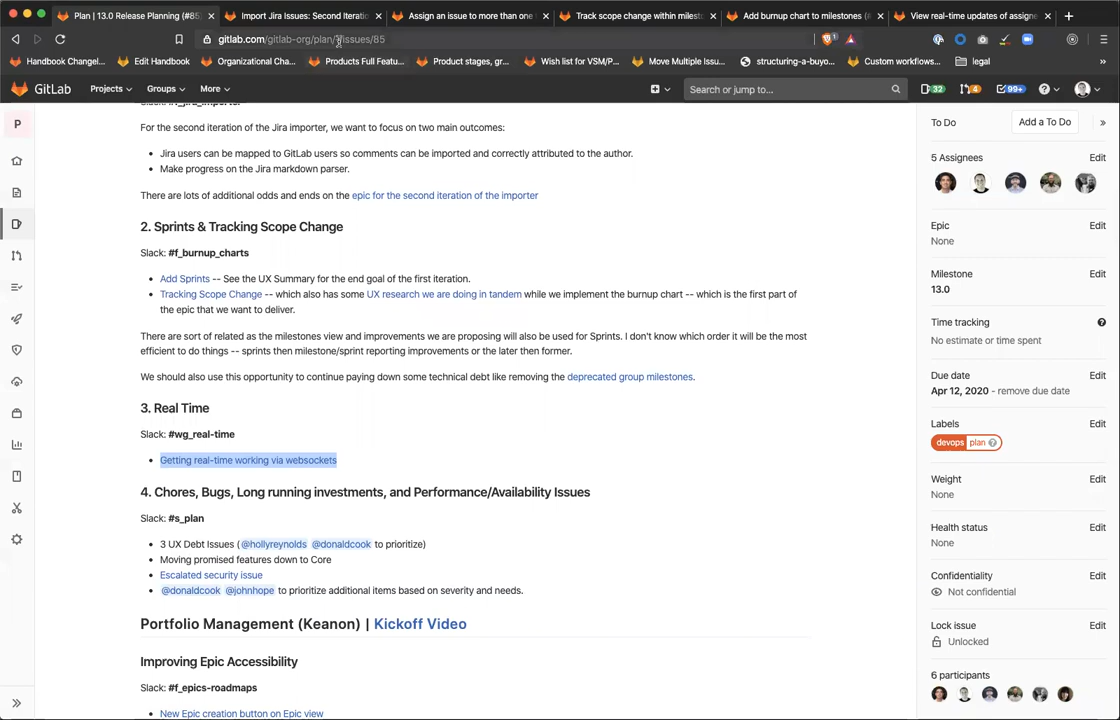 Plan | 13.0 Release Planning (#85, ×
Import Jira Issues: Second Iteratio ×
Assign an issue to more than one ×
Track scope change within milest ×
Add burnup chart to milestones ( ×
View real-time updates of assigne ×
gitlab.com/gitlab-org/plan/-/issues/85
Handbook Changel...
Edit Handbook
Organizational Cha...
Products Full Featu...
Product stages, gr...
Wish list for VSM/P...
Move Multiple Issu...
structuring-a-buyo...
Custom workflows...
legal
GitLab
Projects
Groups
More
Search or jump to...
32
4
99+
P
For the second iteration of the Jira importer, we want to focus on two main outcomes:
• Jira users can be mapped to GitLab users so comments can be imported and correctly attributed to the author.
• Make progress on the Jira markdown parser.
There are lots of additional odds and ends on the epic for the second iteration of the importer
2. Sprints & Tracking Scope Change
Slack: #f_burnup_charts
• Add Sprints -- See the UX Summary for the end goal of the first iteration.
• Tracking Scope Change -- which also has some UX research we are doing in tandem while we implement the burnup chart -- which is the first part of
the epic that we want to deliver.
There are sort of related as the milestones view and improvements we are proposing will also be used for Sprints. I don't know which order it will be the most
efficient to do things -- sprints then milestone/sprint reporting improvements or the later then former.
We should also use this opportunity to continue paying down some technical debt like removing the deprecated group milestones.
3. Real Time
Slack: #wg_real-time
• Getting real-time working via websockets
4. Chores, Bugs, Long running investments, and Performance/Availability Issues
Slack: #s_plan
• 3 UX Debt Issues (@hollyreynolds @donaldcook to prioritize)
• Moving promised features down to Core
• Escalated security issue
• @donaldcook @johnhope to prioritize additional items based on severity and needs.
Portfolio Management (Keanon) | Kickoff Video
Improving Epic Accessibility
Slack: #f_epics-roadmaps
• New Epic creation button on Epic view
To Do
Add a To Do
5 Assignees
Edit
Epic
Edit
None
Milestone
Edit
13.0
Time tracking
No estimate or time spent
Due date
Edit
Apr 12, 2020 - remove due date
Labels
Edit
devops plan
Weight
Edit
None
Health status
Edit
None
Confidentiality
Edit
Not confidential
Lock issue
Edit
Unlocked
6 participants